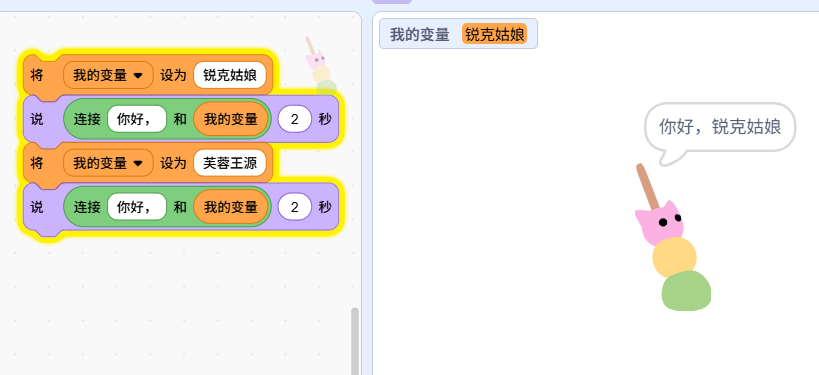 将 我的变量 设为 锐克姑娘
说 连接 你好， 和 我的变量 2 秒
将 我的变量 设为 芙蓉王源
说 连接 你好， 和 我的变量 2 秒
我的变量 锐克姑娘
你好，锐克姑娘